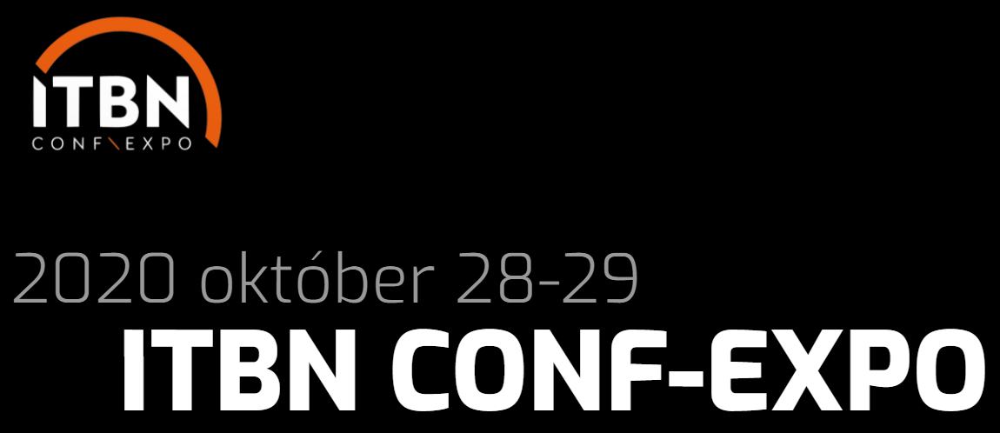 ITBN
CONF\EXPO
2020 október 28-29
ITBN CONF-EXPO